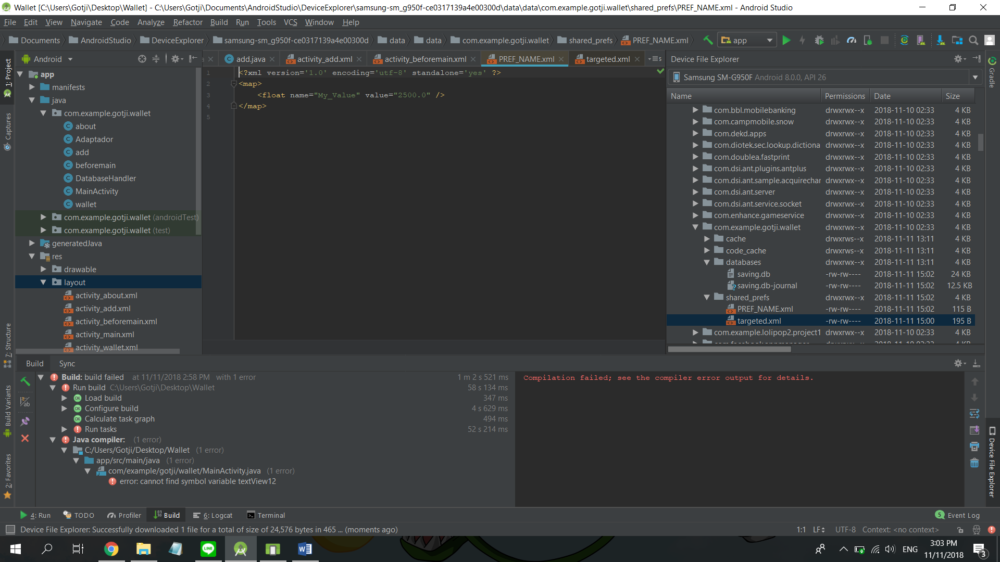 Wallet [C:\Users\Gotji\Desktop\Wallet] - C:\Users\Gotji\Documents\AndroidStudio\DeviceExplorer\samsung-sm_g950f-ce0317139a4e00300d\data\data\com.example.gotji.wallet\shared_prefs\PREF_NAME.xml - Android Studio
File Edit View Navigate Code Analyze Refactor Build Run Tools VCS Window Help
Documents AndroidStudio DeviceExplorer samsung-sm_g950f-ce0317139a4e00300d data data com.example.gotji.wallet shared_prefs PREF_NAME.xml app
Android add.java activity_add.xml activity_beforemain.xml PREF_NAME.xml targeted.xml
1: Project
Captures
7: Structure
Build Variants
2: Favorites
app
manifests
java
com.example.gotji.wallet
about
Adaptador
add
beforemain
DatabaseHandler
MainActivity
wallet
com.example.gotji.wallet (androidTest)
com.example.gotji.wallet (test)
generatedJava
res
drawable
layout
activity_about.xml
activity_add.xml
activity_beforemain.xml
activity_main.xml
activity_wallet.xml
1 <?xml version='1.0' encoding='utf-8' standalone='yes' ?>
2 <map>
3 <float name="My_Value" value="2500.0" />
4 </map>
5
Device File Explorer
Samsung SM-G950F Android 8.0.0, API 26
Name Permissions Date Size
com.bbl.mobilebanking drwxrwx--x 2018-11-10 02:33 4 KB
com.campmobile.snow drwxrwx--x 2018-11-10 02:33 4 KB
com.dekd.apps drwxrwx--x 2018-11-10 02:33 4 KB
com.diotek.sec.lookup.dictiona drwxrwx--x 2018-11-10 02:33 4 KB
com.doublea.fastprint drwxrwx--x 2018-11-10 02:33 4 KB
com.dsi.ant.plugins.antplus drwxrwx--x 2018-11-10 02:33 4 KB
com.dsi.ant.sample.acquirechar drwxrwx--x 2018-11-10 02:33 4 KB
com.dsi.ant.server drwxrwx--x 2018-11-10 02:33 4 KB
com.dsi.ant.service.socket drwxrwx--x 2018-11-10 02:33 4 KB
com.enhance.gameservice drwxrwx--x 2018-11-10 02:33 4 KB
com.example.gotji.wallet drwxrwx--x 2018-11-10 02:33 4 KB
cache drwxrws--x 2018-11-11 13:11 4 KB
code_cache drwxrws--x 2018-11-11 13:11 4 KB
databases drwxrwx--x 2018-11-11 13:11 4 KB
saving.db -rw-rw---- 2018-11-11 15:02 24 KB
saving.db-journal -rw-rw---- 2018-11-11 15:02 12.5 KB
shared_prefs drwxrwx--x 2018-11-11 15:02 4 KB
PREF_NAME.xml -rw-rw---- 2018-11-11 15:02 115 B
targeted.xml -rw-rw---- 2018-11-11 15:00 195 B
com.example.lolipop2.project1 drwxrwx--x 2018-11-10 02:33 4 KB
Gradle
Device File Explorer
Build Sync
Build: build failed at 11/11/2018 2:58 PM with 1 error 1 m 2 s 521 ms
Run build C:\Users\Gotji\Desktop\Wallet 58 s 134 ms
Load build 347 ms
Configure build 4 s 629 ms
Calculate task graph 494 ms
Run tasks 52 s 214 ms
Java compiler: (1 error)
C:/Users/Gotji/Desktop/Wallet (1 error)
app/src/main/java (1 error)
com/example/gotji/wallet/MainActivity.java (1 error)
error: cannot find symbol variable textView12
Compilation failed; see the compiler error output for details.
4: Run TODO Profiler Build 6: Logcat Terminal 5 Event Log
Device File Explorer: Successfully downloaded 1 file for a total of size of 24,576 bytes in 465 ... (moments ago) 1:1 LF UTF-8 Context: <no context>
LINE
ENG
3:03 PM
11/11/2018
3